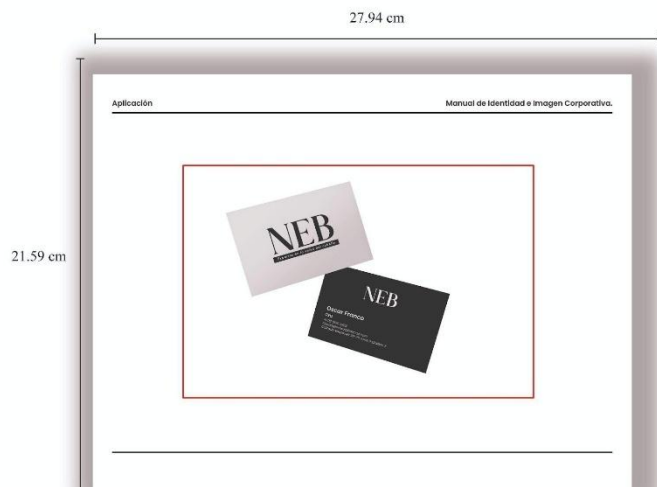 27.94 cm
Aplicación
Manual de Identidad e Imagen Corporativa.
21.59 cm
NEB
NEB
Oscar Franco